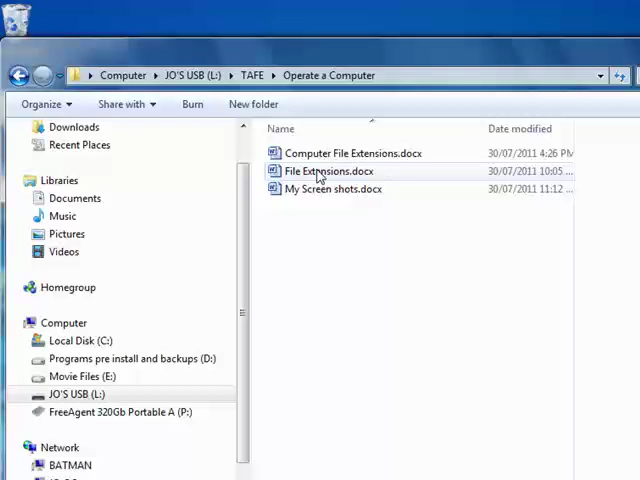 Computer
JO'S USB (L:)
TAFE
Operate a Computer
Organize
Share with
Burn
New folder
Downloads
Recent Places
Libraries
Documents
Music
Pictures
Videos
Homegroup
Computer
Local Disk (C:)
Programs pre install and backups (D:)
Movie Files (E:)
JO'S USB (L:)
FreeAgent 320Gb Portable A (P:)
Network
BATMAN
Name
Date modified
Computer File Extensions.docx
30/07/2011 4:26 PM
File Extensions.docx
30/07/2011 10:05 ...
My Screen shots.docx
30/07/2011 11:12 ...